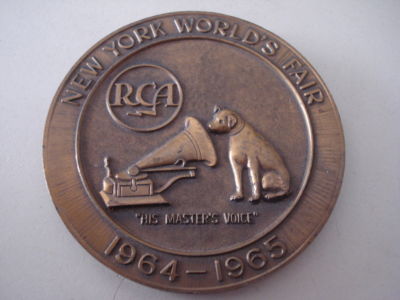 NEW YORK WORLD'S FAIR
RCA
"HIS MASTER'S VOICE"
1964-1965